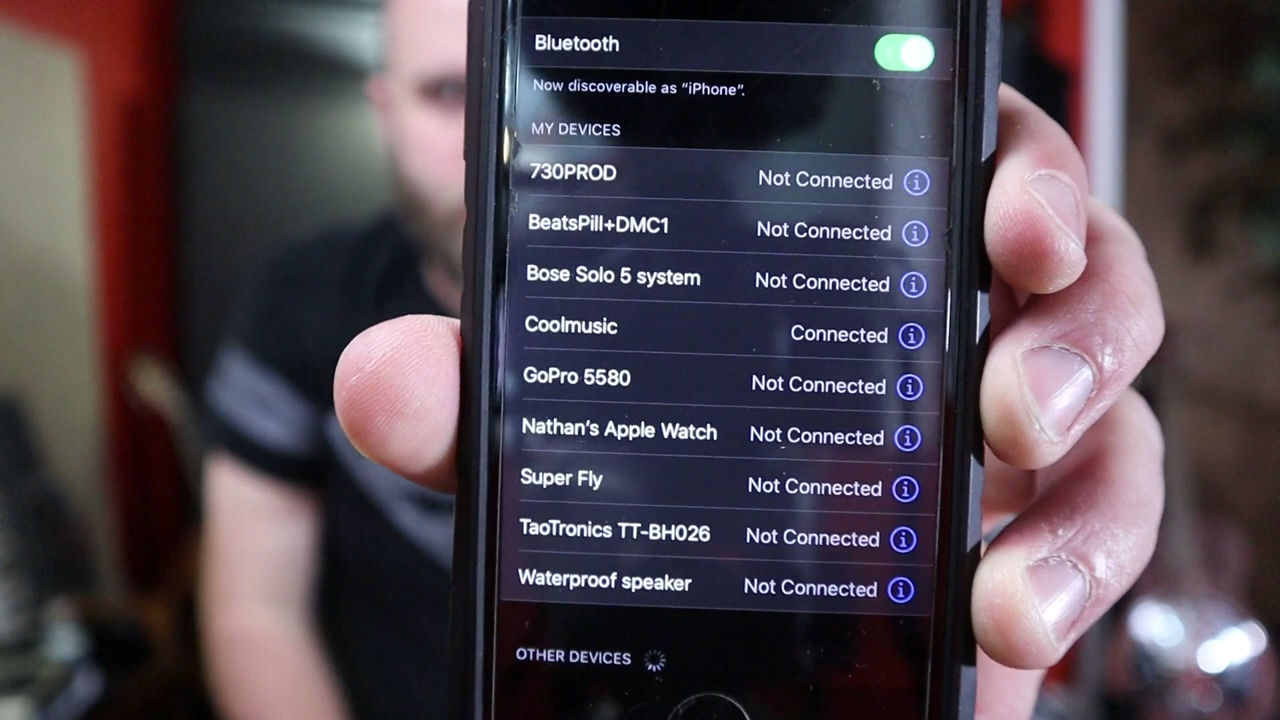 Bluetooth
Now discoverable as “iPhone”.
MY DEVICES
730PROD Not Connected
BeatsPill+DMC1 Not Connected
Bose Solo 5 system Not Connected
Coolmusic Connected
GoPro 5580 Not Connected
Nathan’s Apple Watch Not Connected
Super Fly Not Connected
TaoTronics TT-BH026 Not Connected
Waterproof speaker Not Connected
OTHER DEVICES